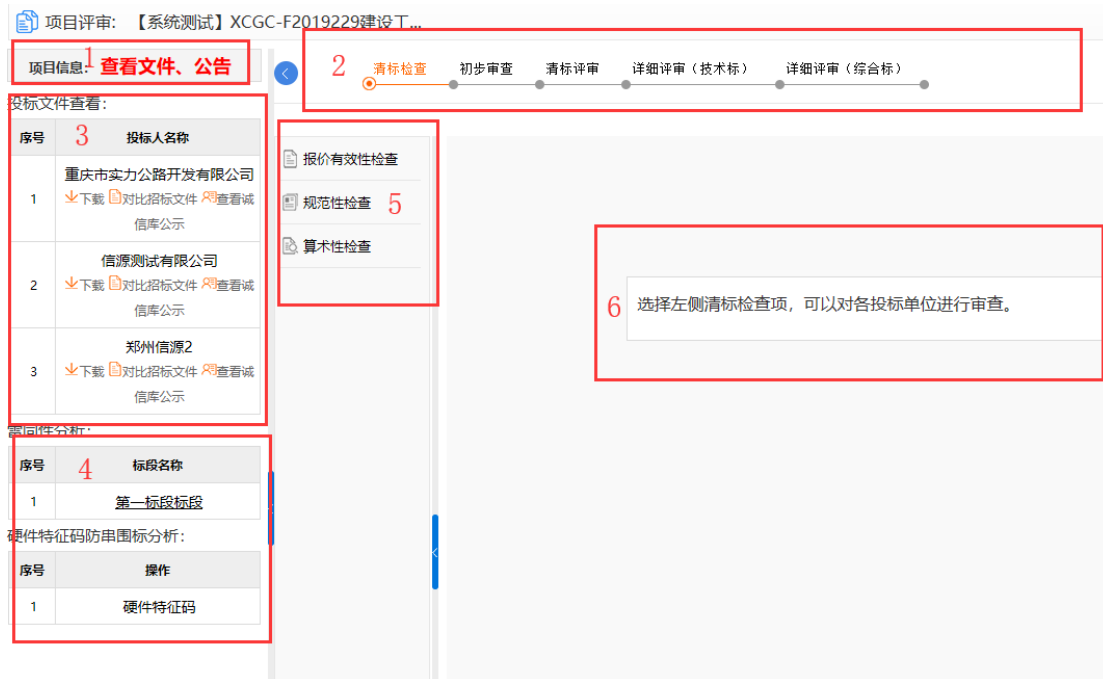 项目评审: 【系统测试】XCGC-F2019229建设工...
项目信息: 1 查看文件、公告
2 清标检查 初步审查 清标评审 详细评审（技术标） 详细评审（综合标）
投标文件查看:
序号 3 投标人名称
1 重庆市实力公路开发有限公司
下载 对比招标文件 查看诚
信库公示
2 信源测试有限公司
下载 对比招标文件 查看诚
信库公示
3 郑州信源2
下载 对比招标文件 查看诚
信库公示
雷同性分析:
序号 4 标段名称
1 第一标段标段
硬件特征码防串围标分析:
序号 操作
1 硬件特征码
报价有效性检查
规范性检查 5
算术性检查
6 选择左侧清标检查项，可以对各投标单位进行审查。